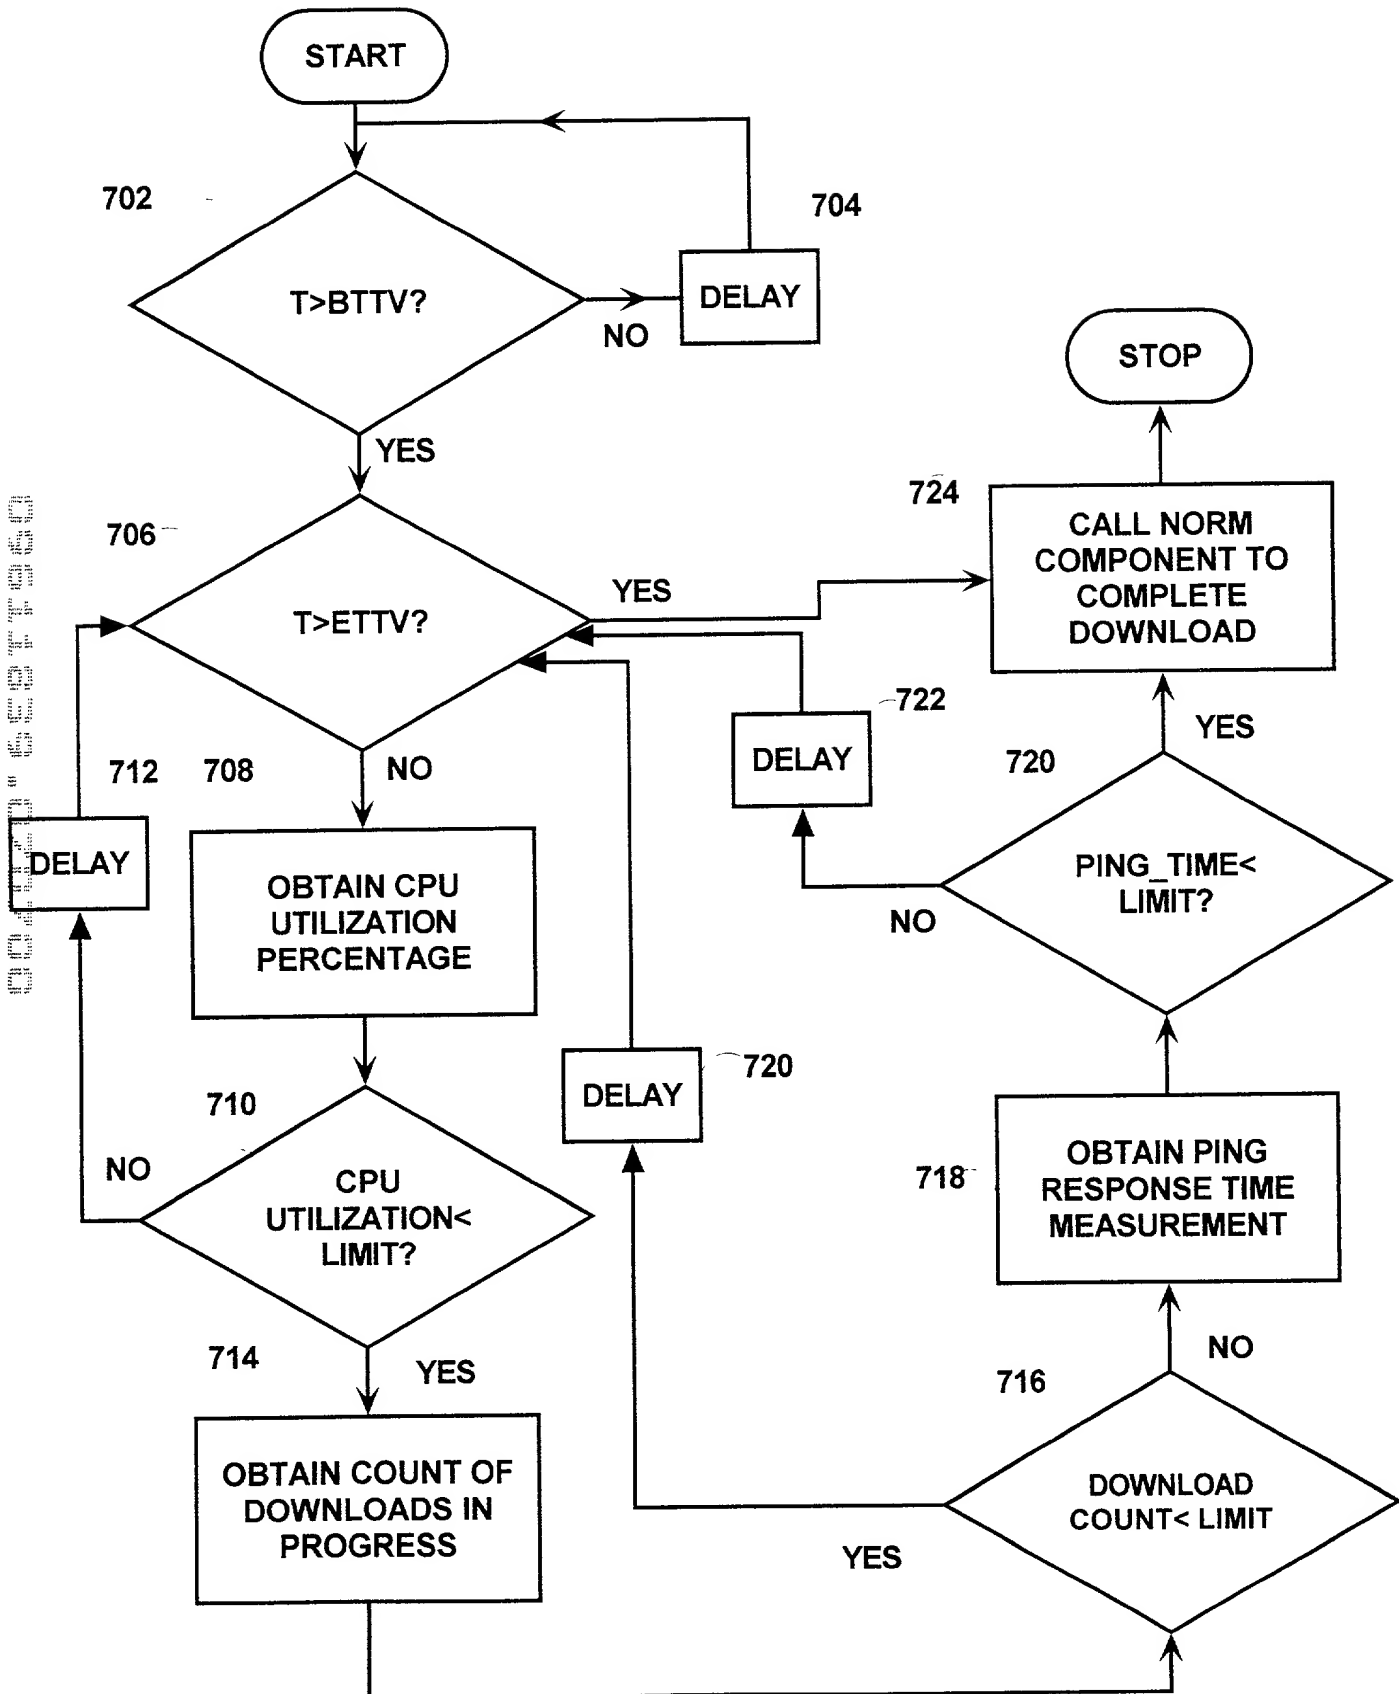 START
702
704
T>BTTV?
DELAY
NO
STOP
YES
724
CALL NORM
COMPONENT TO
COMPLETE
DOWNLOAD
706
YES
T>ETTV?
722
DELAY
YES
712
708
NO
720
DELAY
OBTAIN CPU
UTILIZATION
PERCENTAGE
PING_TIME<
LIMIT?
NO
720
DELAY
710
NO
CPU
UTILIZATION<
LIMIT?
718
OBTAIN PING
RESPONSE TIME
MEASUREMENT
714
YES
NO
716
OBTAIN COUNT OF
DOWNLOADS IN
PROGRESS
DOWNLOAD
COUNT< LIMIT
YES